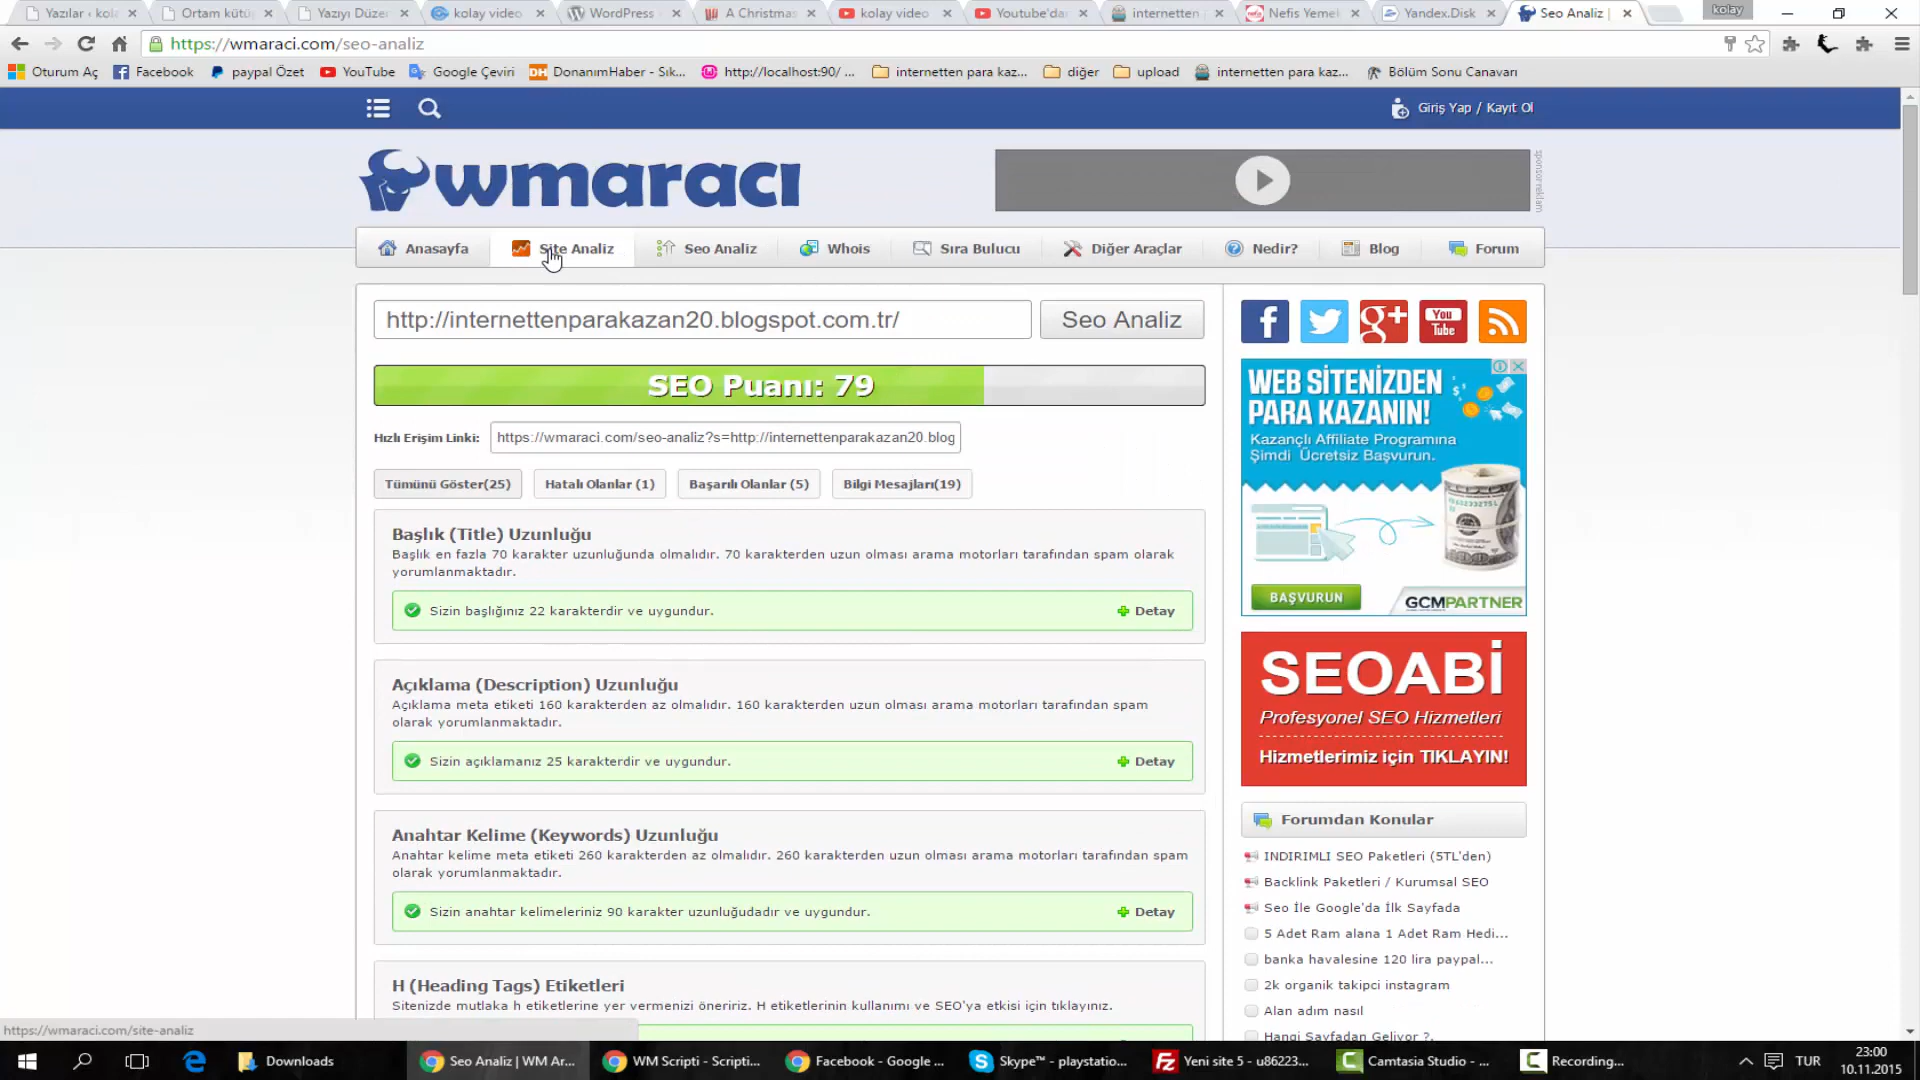 Yazılar ‹ kol
Ortam kütü
Yazıyı Düzer
kolay video
WordPress
A Christmas
kolay video
Youtube'dan
internetten
Nefis Yemel
Yandex.Disk
Seo Analiz |
kolay
https://wmaraci.com/seo-analiz
Oturum Aç
Facebook
paypal Özet
YouTube
Google Çeviri
DonanımHaber - Sık...
http://localhost:90/ ...
internetten para kaz...
diğer
upload
internetten para kaz...
Bölüm Sonu Canavarı
Giriş Yap / Kayıt Ol
wmaracı
sponsorreklam
Anasayfa
Site Analiz
Seo Analiz
Whois
Sıra Bulucu
Diğer Araçlar
Nedir?
Blog
Forum
http://internettenparakazan20.blogspot.com.tr/
Seo Analiz
SEO Puanı: 79
Hızlı Erişim Linki:
https://wmaraci.com/seo-analiz?s=http://internettenparakazan20.blog
Tümünü Göster(25)
Hatalı Olanlar (1)
Başarılı Olanlar (5)
Bilgi Mesajları(19)
Başlık (Title) Uzunluğu
Başlık en fazla 70 karakter uzunluğunda olmalıdır. 70 karakterden uzun olması arama motorları tarafından spam olarak
yorumlanmaktadır.
Sizin başlığınız 22 karakterdir ve uygundur.
Detay
Açıklama (Description) Uzunluğu
Açıklama meta etiketi 160 karakterden az olmalıdır. 160 karakterden uzun olması arama motorları tarafından spam
olarak yorumlanmaktadır.
Sizin açıklamanız 25 karakterdir ve uygundur.
Detay
Anahtar Kelime (Keywords) Uzunluğu
Anahtar kelime meta etiketi 260 karakterden az olmalıdır. 260 karakterden uzun olması arama motorları tarafından spam
olarak yorumlanmaktadır.
Sizin anahtar kelimeleriniz 90 karakter uzunluğudadır ve uygundur.
Detay
H (Heading Tags) Etiketleri
Sitenizde mutlaka h etiketlerine yer vermenizi öneririz. H etiketlerinin kullanımı ve SEO'ya etkisi için tıklayınız.
f
g+
You
Tube
WEB SİTENİZDEN
PARA KAZANIN!
Kazançlı Affiliate Programına
Şimdi Ücretsiz Başvurun.
BAŞVURUN
GCMPARTNER
SEOABİ
Profesyonel SEO Hizmetleri
Hizmetlerimiz için TIKLAYIN!
Forumdan Konular
INDIRIMLI SEO Paketleri (5TL'den)
Backlink Paketleri / Kurumsal SEO
Seo İle Google'da İlk Sayfada
5 Adet Ram alana 1 Adet Ram Hedi...
banka havalesine 120 lira paypal...
2k organik takipci instagram
Alan adım nasıl
Hangi Sayfadan Geliyor ?.
https://wmaraci.com/site-analiz
Downloads
Seo Analiz | WM Ar...
WM Scripti - Scripti...
Facebook - Google ...
Skype™ - playstatio...
Yeni site 5 - u86223...
Camtasia Studio - ...
Recording...
TUR
23:00
10.11.2015